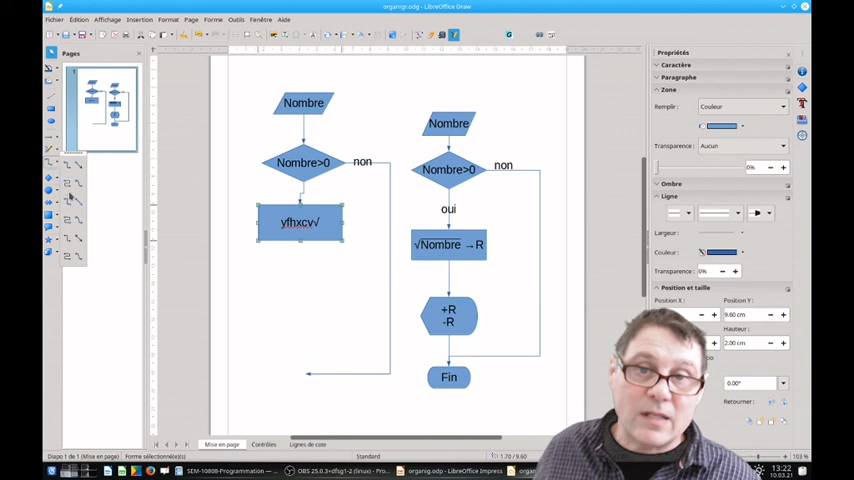 organigr.odg - LibreOffice Draw
Fichier Édition Affichage Insertion Format Page Forme Outils Fenêtre Aide
Pages
1
Nombre
Nombre>0
non
yfhxcv√
Nombre
Nombre>0
non
oui
√Nombre →R
+R
-R
Fin
Propriétés
Caractère
Paragraphe
Zone
Remplir:
Couleur
Transparence:
Aucun
0%
Ombre
Ligne
Largeur:
Couleur:
Transparence:
0%
Position et taille
Position X:
Position Y:
9.60 cm
Hauteur:
2.00 cm
0.00°
Retourner:
Mise en page Contrôles Lignes de cote
Diapo 1 de 1 (Mise en page) Forme sélectionné(e)(s) Standard 1.70 / 9.60 103 %
SEM-10808-Programmation —... OBS 25.0.3+dfsg1-2 (linux) - Pro... organig.odp - LibreOffice Impress
13:22
10.03.21